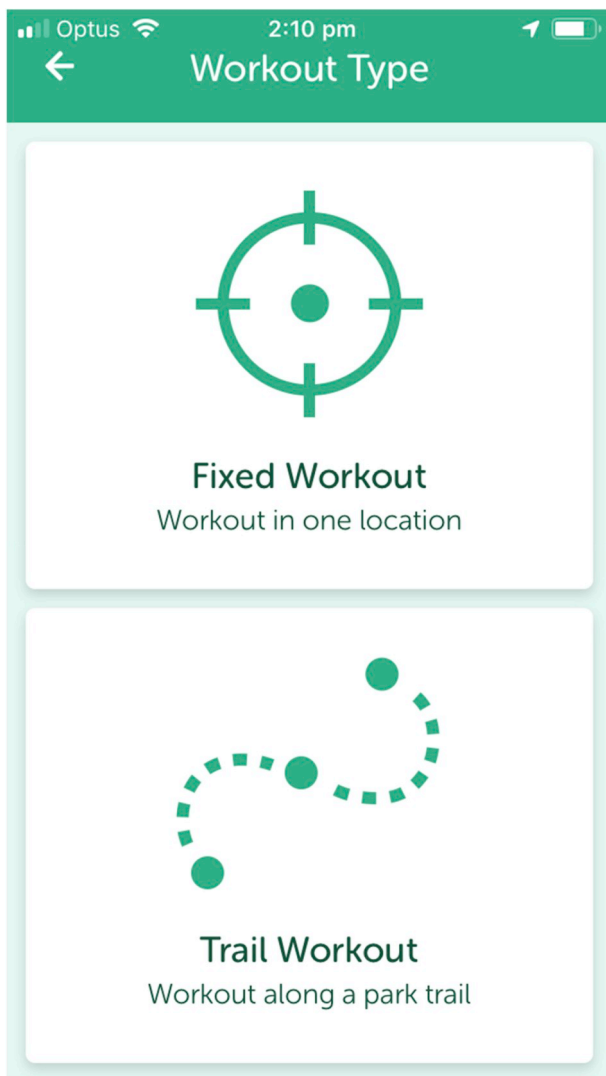 Optus 2:10 pm
Workout Type
Fixed Workout
Workout in one location
Trail Workout
Workout along a park trail